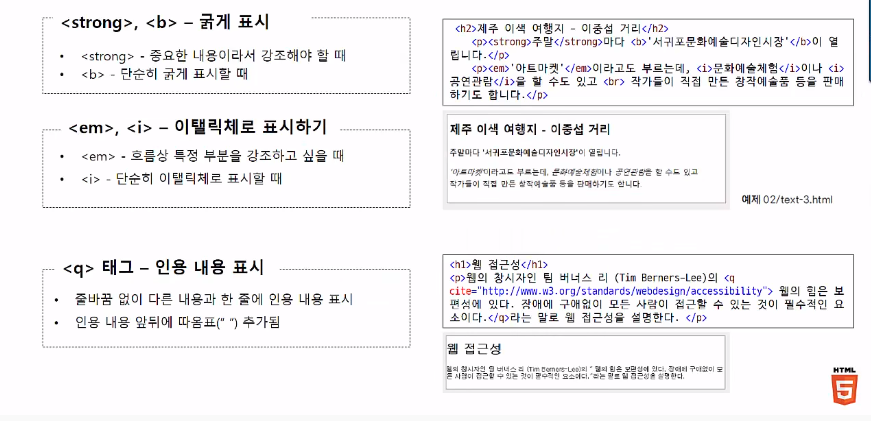 <strong>, <b> – 굵게 표시
• <strong> - 중요한 내용이라서 강조해야 할 때
• <b> - 단순히 굵게 표시할 때
<h2>제주 이색 여행지 - 이중섭 거리</h2>
<p><strong>주말</strong>마다 <b>'서귀포문화예술디자인시장'</b>이 열
립니다.</p>
<p><em>'아트마켓'</em>이라고도 부르는데, <i>문화예술체험</i>이나 <i>
공연관람</i>을 할 수도 있고 <br> 작가들이 직접 만든 창작예술품 등을 판매
하기도 합니다.</p>
<em>, <i> – 이탤릭체로 표시하기
• <em> - 흐름상 특정 부분을 강조하고 싶을 때
• <i> - 단순히 이탤릭체로 표시할 때
제주 이색 여행지 - 이중섭 거리
주말마다 '서귀포문화예술디자인시장'이 열립니다.
'아트마켓'이라고도 부르는데, 문화예술체험이나 공연관람을 할 수도 있고
작가들이 직접 만든 창작예술품 등을 판매하기도 합니다.
예제 02/text-3.html
<q> 태그 – 인용 내용 표시
• 줄바꿈 없이 다른 내용과 한 줄에 인용 내용 표시
• 인용 내용 앞뒤에 따옴표(“ “) 추가됨
<h1>웹 접근성</h1>
<p>웹의 창시자인 팀 버너스 리 (Tim Berners-Lee)의 <q
cite="http://www.w3.org/standards/webdesign/accessibility"> 웹의 힘은 보
편성에 있다. 장애에 구애없이 모든 사람이 접근할 수 있는 것이 필수적인 요
소이다.</q>라는 말로 웹 접근성을 설명한다. </p>
웹 접근성
웹의 창시자인 팀 버너스 리 (Tim Berners-Lee)의 " 웹의 힘은 보편성에 있다. 장애에 구애없이 모
든 사람이 접근할 수 있는 것이 필수적인 요소이다."라는 말로 웹 접근성을 설명한다.
HTML
5